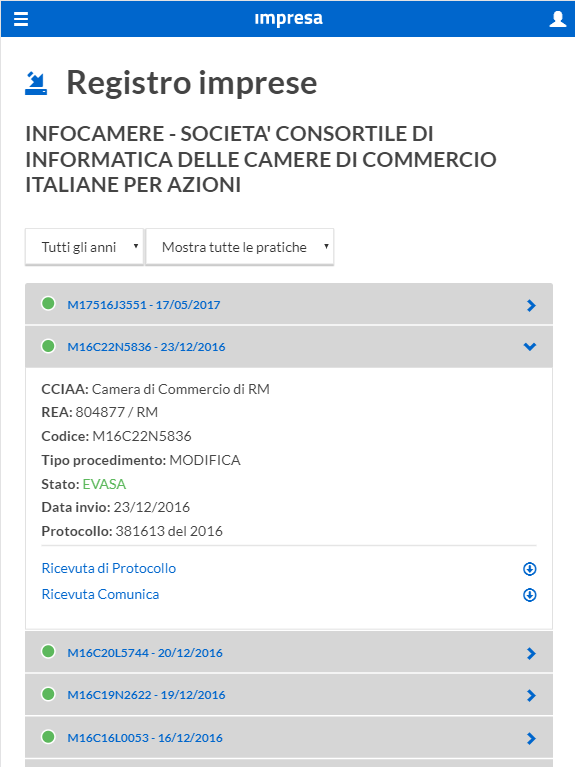 impresa
Registro imprese
INFOCAMERE - SOCIETA' CONSORTILE DI
INFORMATICA DELLE CAMERE DI COMMERCIO
ITALIANE PER AZIONI
Tutti gli anni
Mostra tutte le pratiche
M17516J3551 - 17/05/2017
M16C22N5836 - 23/12/2016
CCIAA: Camera di Commercio di RM
REA: 804877 / RM
Codice: M16C22N5836
Tipo procedimento: MODIFICA
Stato: EVASA
Data invio: 23/12/2016
Protocollo: 381613 del 2016
Ricevuta di Protocollo
Ricevuta Comunica
M16C20L5744 - 20/12/2016
M16C19N2622 - 19/12/2016
M16C16L0053 - 16/12/2016